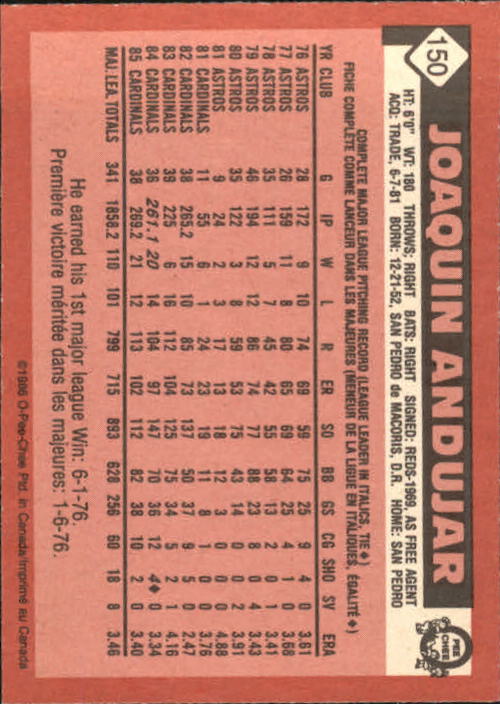 150
JOAQUIN ANDUJAR
O PEE CHEE
HT: 6'0" WT: 180 THROWS: RIGHT BATS: RIGHT SIGNED: REDS-1969, AS FREE AGENT
ACQ: TRADE, 6-7-81 BORN: 12-21-52, SAN PEDRO de MACORIS, D.R. HOME: SAN PEDRO
COMPLETE MAJOR LEAGUE PITCHING RECORD (LEAGUE LEADER IN ITALICS, TIE♦)
FICHE COMPLÈTE COMME LANCEUR DANS LES MAJEURES (MENEUR DE LA LIGUE EN ITALIQUES, ÉGALITÉ♦)
YR CLUB G IP W L R ER SO BB GS CG SHO SV ERA
76 ASTROS 28 172 9 10 74 69 59 75 25 9 4 0 3.61
77 ASTROS 26 159 11 8 80 65 69 64 25 4 1 0 3.68
78 ASTROS 35 111 5 7 45 42 55 58 13 2 0 1 3.41
79 ASTROS 46 194 12 12 86 74 77 88 23 8 0 4 3.43
80 ASTROS 35 122 3 8 59 53 75 43 14 0 0 2 3.91
81 ASTROS 9 24 2 3 17 13 18 12 3 0 0 0 4.88
81 CARDINALS 11 55 6 1 24 23 19 11 8 1 0 0 3.76
82 CARDINALS 38 265.2 15 10 85 73 137 50 37 9 5 0 2.47
83 CARDINALS 39 225 6 16 112 104 125 75 34 5 2 1 4.16
84 CARDINALS 36 267.1 20 14 104 97 147 70 36 12 4♦ 0 3.34
85 CARDINALS 38 269.2 21 12 113 102 112 82 38 10 2 0 3.40
MAJ. LEA. TOTALS 341 1858.2 110 101 799 715 893 628 256 60 18 8 3.46
He earned his 1st major league Win: 6-1-76.
Première victoire méritée dans les majeures: 1-6-76.
©1986 O-Pee-Chee Ptd. in Canada/Imprimé au Canada